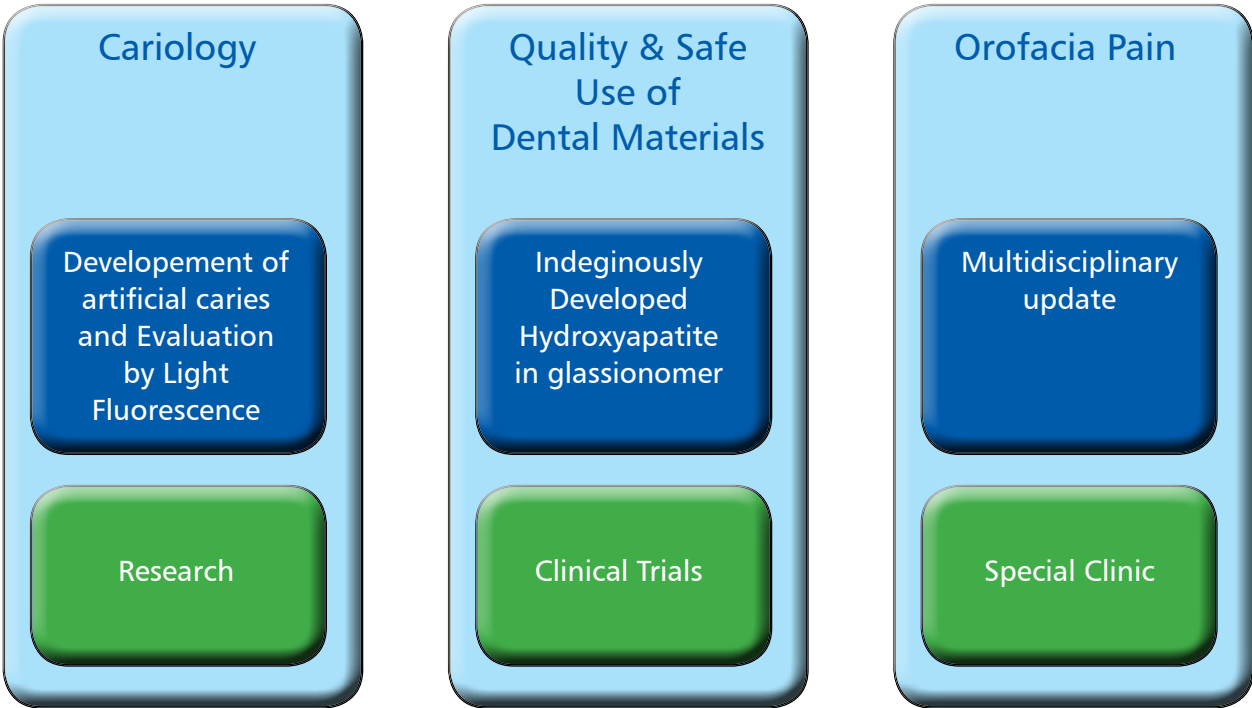 Cariology
Developement of
artificial caries
and Evaluation
by Light
Fluorescence
Research
Quality & Safe
Use of
Dental Materials
Indeginously
Developed
Hydroxyapatite
in glassionomer
Clinical Trials
Orofacia Pain
Multidisciplinary
update
Special Clinic